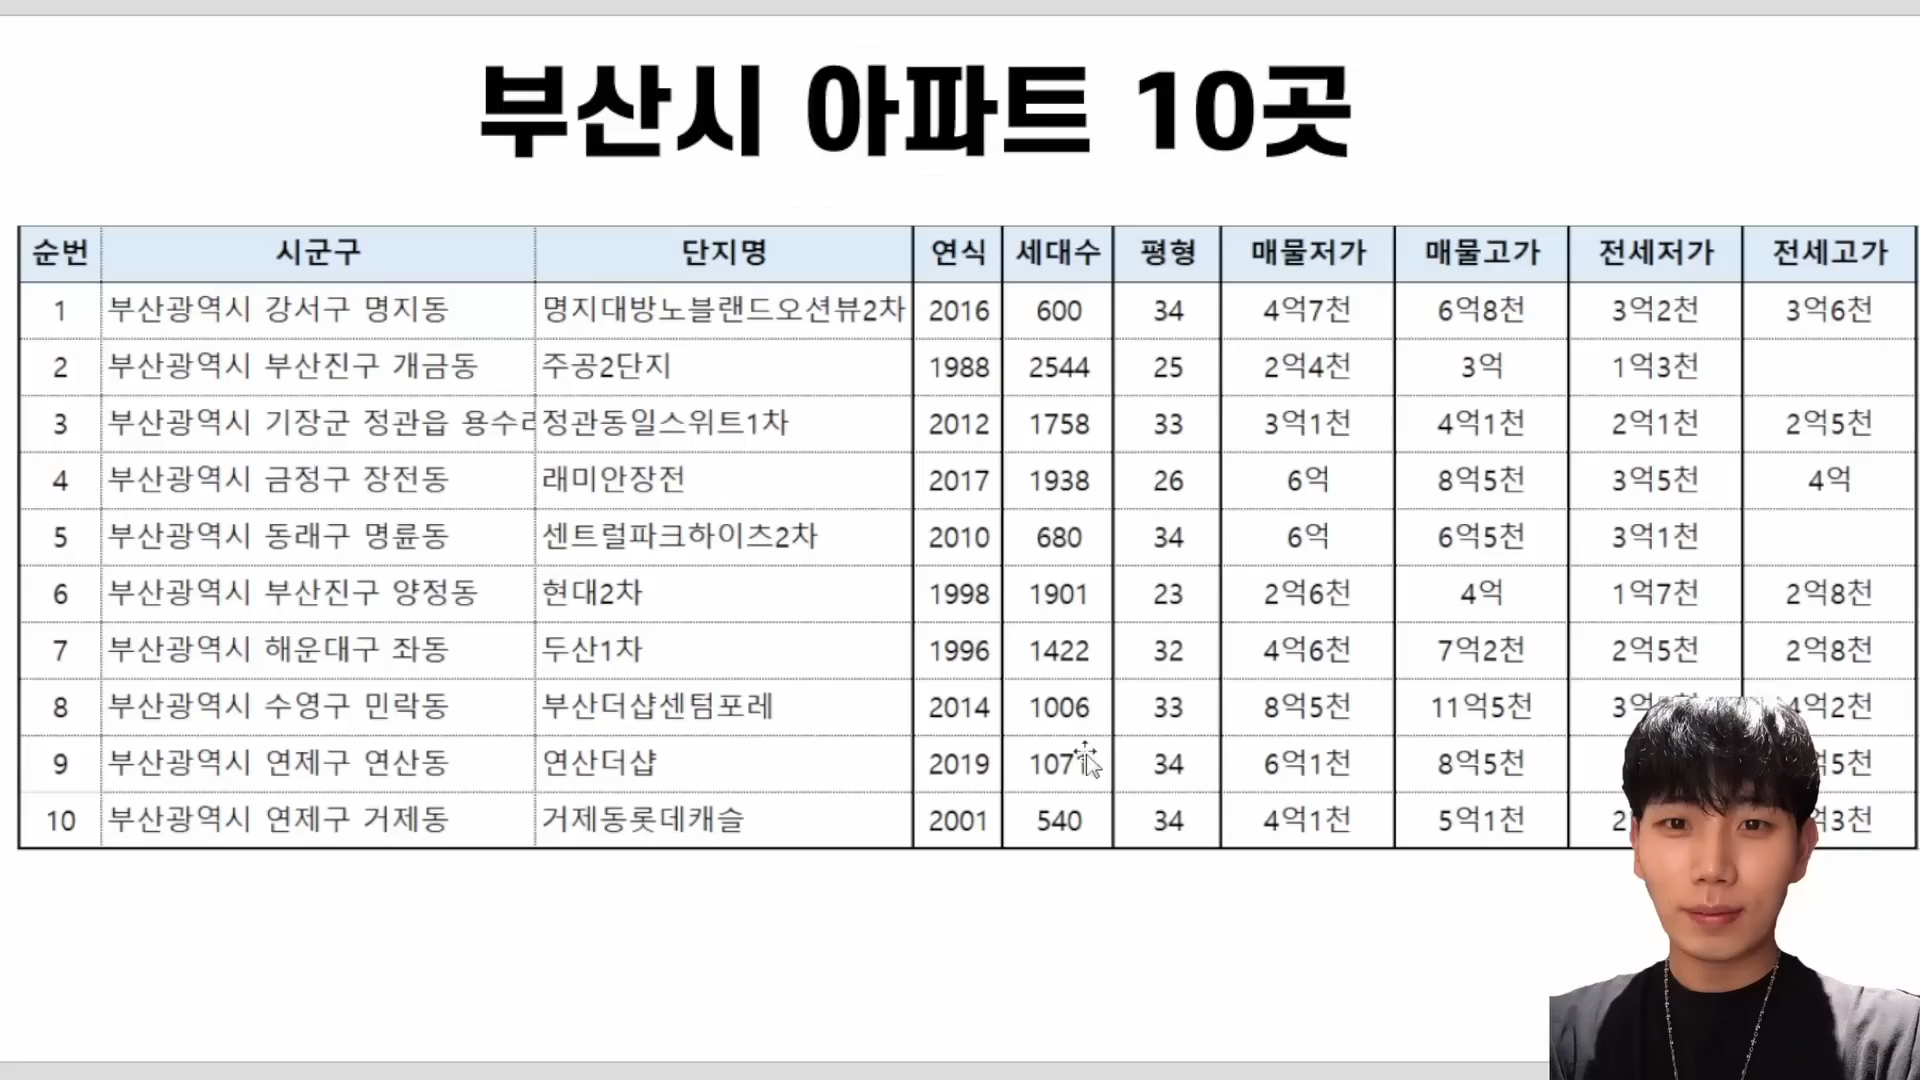 부산시 아파트 10곳
순번 시군구 단지명 연식 세대수 평형 매물저가 매물고가 전세저가 전세고가
1 부산광역시 강서구 명지동 명지대방노블랜드오션뷰2차 2016 600 34 4억7천 6억8천 3억2천 3억6천
2 부산광역시 부산진구 개금동 주공2단지 1988 2544 25 2억4천 3억 1억3천
3 부산광역시 기장군 정관읍 정관동일스위트1차 2012 1758 33 3억1천 4억1천 2억1천 2억5천
4 부산광역시 금정구 장전동 래미안장전 2017 1938 26 6억 8억5천 3억5천 4억
5 부산광역시 동래구 명륜동 센트럴파크하이츠2차 2010 680 34 6억 6억5천 3억1천
6 부산광역시 부산진구 양정동 현대2차 1998 1901 23 2억6천 4억 1억7천 2억8천
7 부산광역시 해운대구 좌동 두산1차 1996 1422 32 4억6천 7억2천 2억5천 2억8천
8 부산광역시 수영구 민락동 부산더샵센텀포레 2014 1006 33 8억5천 11억5천 4억2천
9 부산광역시 연제구 연산동 연산더샵 2019 34 6억1천 8억5천
10 부산광역시 연제구 거제동 거제동롯데캐슬 2001 540 34 4억1천 5억1천